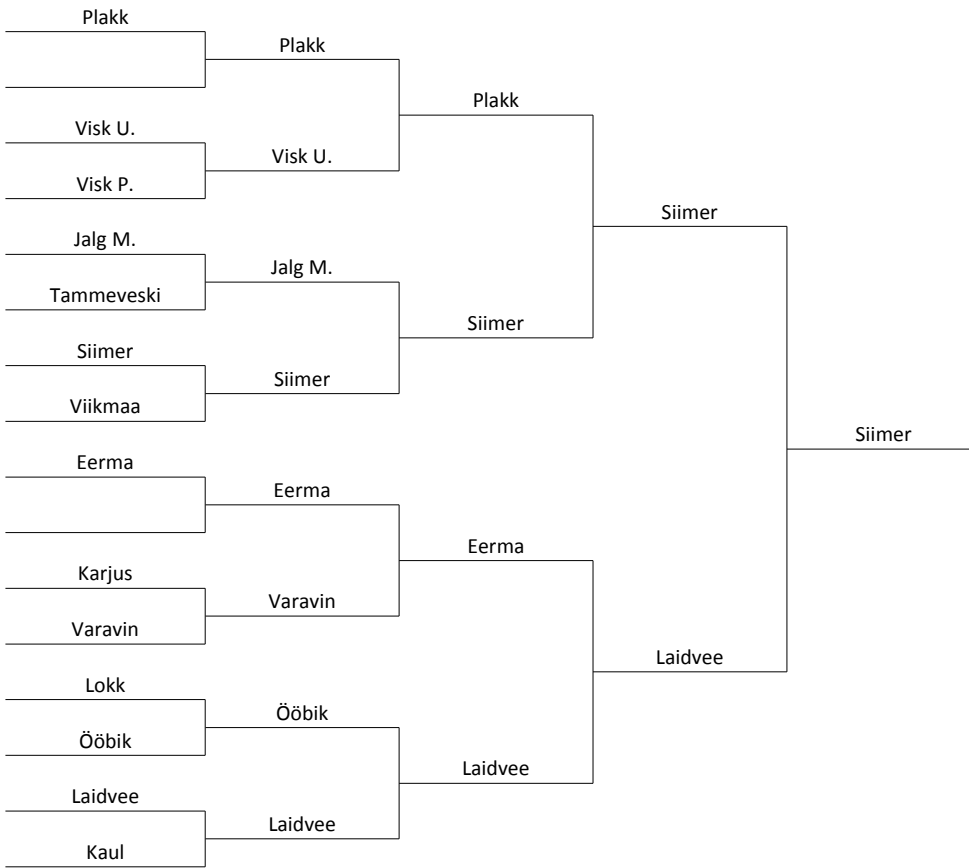 Plakk
Visk U.
Visk P.
Jalg M.
Tammeveski
Siimer
Viikmaa
Eerma
Karjus
Varavin
Lokk
Ööbik
Laidvee
Kaul
Plakk
Visk U.
Jalg M.
Siimer
Eerma
Varavin
Ööbik
Laidvee
Plakk
Siimer
Eerma
Laidvee
Siimer
Laidvee
Siimer